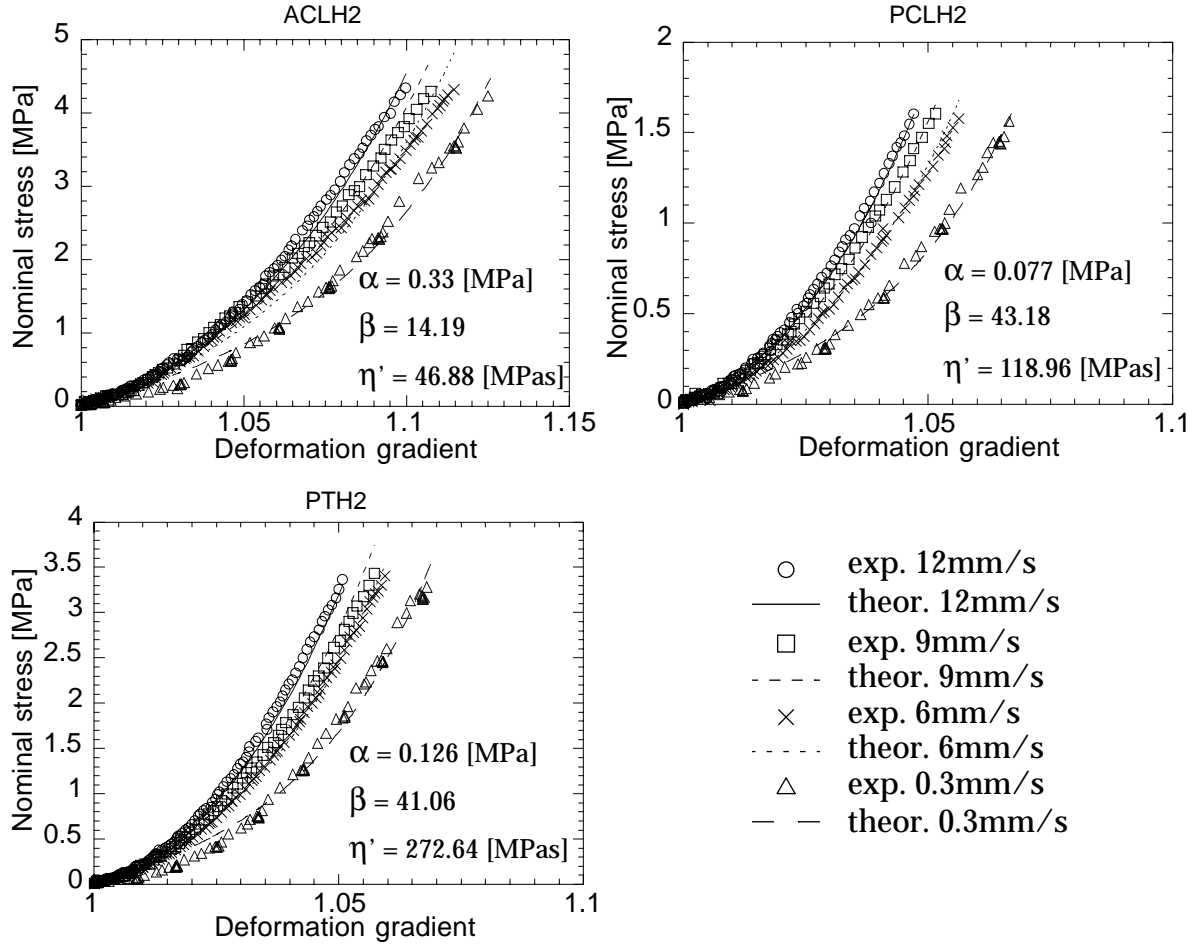 ACLH2
Nominal stress [MPa]
5
4
3
2
1
0
1
1.05
1.1
1.15
Deformation gradient
α = 0.33 [MPa]
β = 14.19
η’ = 46.88 [MPas]
PCLH2
Nominal stress [MPa]
2
1.5
1
0.5
0
1
1.05
1.1
Deformation gradient
α = 0.077 [MPa]
β = 43.18
η’ = 118.96 [MPas]
PTH2
Nominal stress [MPa]
4
3.5
3
2.5
2
1.5
1
0.5
0
1
1.05
1.1
Deformation gradient
α = 0.126 [MPa]
β = 41.06
η’ = 272.64 [MPas]
exp. 12mm/s
theor. 12mm/s
exp. 9mm/s
theor. 9mm/s
exp. 6mm/s
theor. 6mm/s
exp. 0.3mm/s
theor. 0.3mm/s